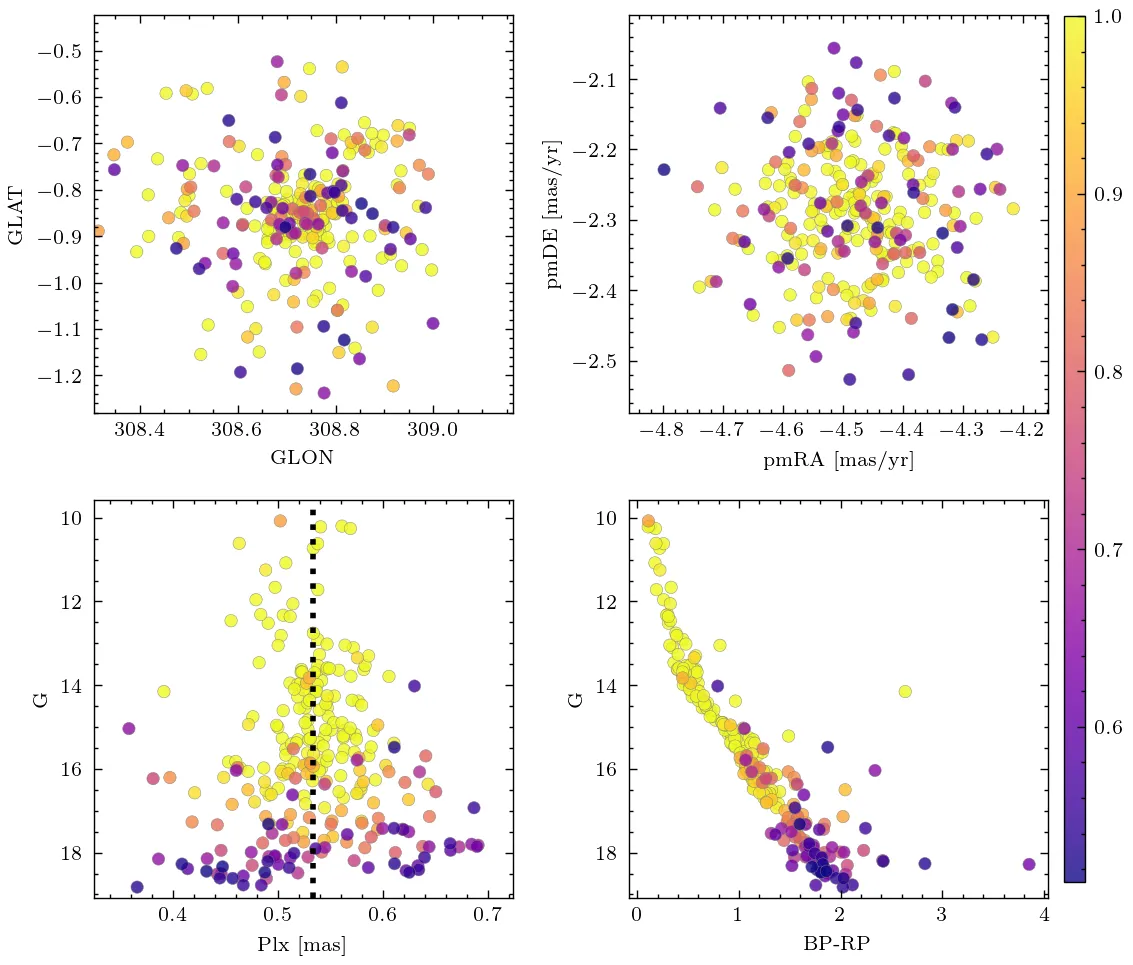 −0.5
−0.6
−0.7
−0.8
−0.9
−1.0
−1.1
−1.2
GLAT
308.4 308.6 308.8 309.0
GLON
−2.1
−2.2
−2.3
−2.4
−2.5
pmDE [mas/yr]
−4.8 −4.7 −4.6 −4.5 −4.4 −4.3 −4.2
pmRA [mas/yr]
10
12
14
16
18
G
0.4 0.5 0.6 0.7
Plx [mas]
10
12
14
16
18
G
0 1 2 3 4
BP-RP
1.0
0.9
0.8
0.7
0.6